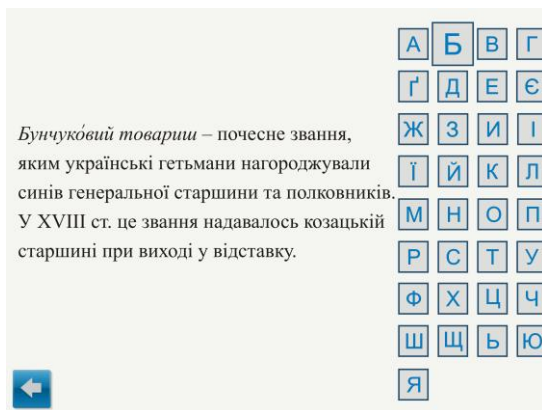 Бунчуко́вий товариш – почесне звання,
яким українські гетьмани нагороджували
синів генеральної старшини та полковників.
У XVIII ст. це звання надавалось козацькій
старшині при виході у відставку.
А Б В Г
Ґ Д Е Є
Ж З И І
Ї Й К Л
М Н О П
Р С Т У
Ф Х Ц Ч
Ш Щ Ь Ю
Я